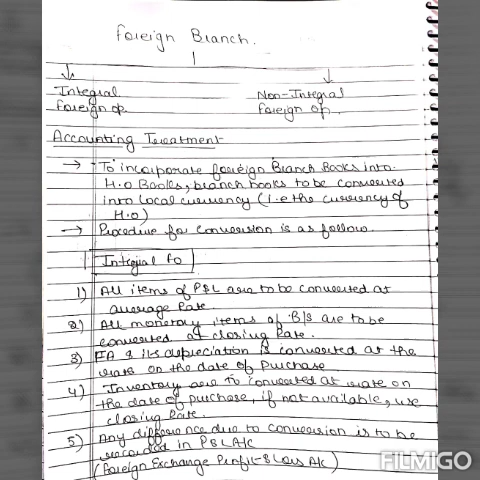 Foreign Branch.
Integral
foreign op.
Non-Integral
foreign op.
Accounting Treatment
→ To incorporate foreign Branch Books into
H.O Books, branch books to be converted
into local currency (i.e the currency of
H.O)
→ Procedure for conversion is as follow.
Integral fo
1) All items of P&L are to be converted at
average Rate.
2) All monetary items of B/S are to be
converted at closing rate.
3) FA & its depreciation is converted at the
rate on the date of purchase
4) Inventory are to converted at rate on
the date of purchase, if not available, use
closing rate.
5) Any difference due to conversion is to be
recorded in P&L A/c
(foreign Exchange Profit & Loss A/c)
FILMIGO